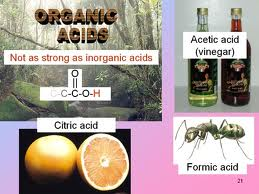 ORGANIC
ACIDS
Not as strong as inorganic acids
O
C-C-C-O-H
Acetic acid
(vinegar)
Citric acid
Formic acid
21